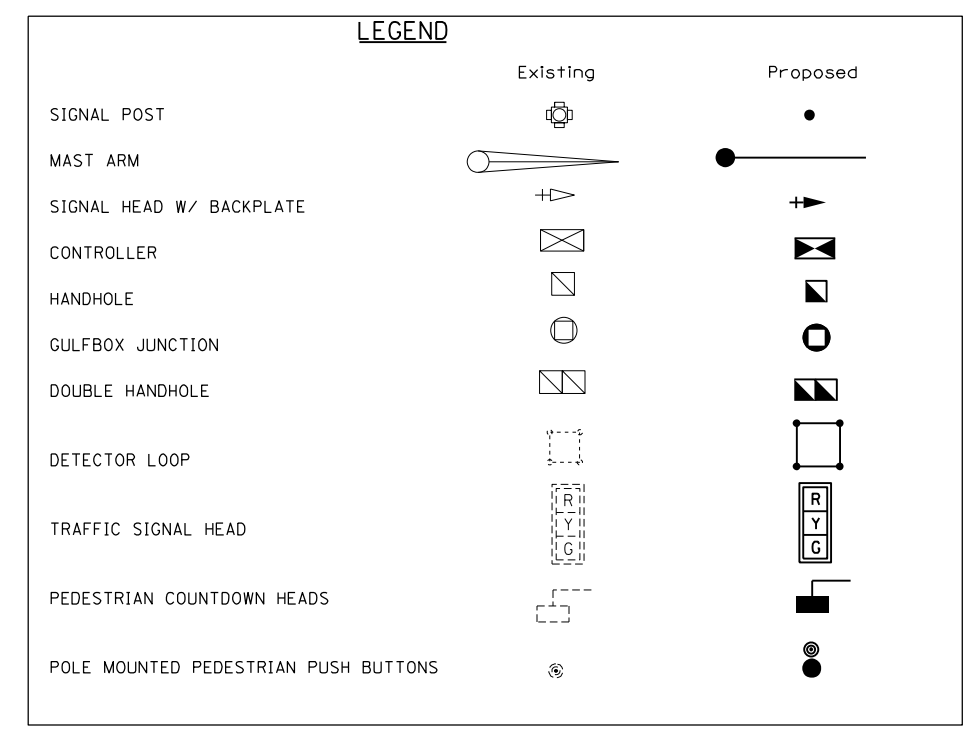 LEGEND
Existing Proposed
SIGNAL POST
MAST ARM
SIGNAL HEAD W/ BACKPLATE
CONTROLLER
HANDHOLE
GULFBOX JUNCTION
DOUBLE HANDHOLE
DETECTOR LOOP
TRAFFIC SIGNAL HEAD
R
Y
G
R
Y
G
PEDESTRIAN COUNTDOWN HEADS
POLE MOUNTED PEDESTRIAN PUSH BUTTONS